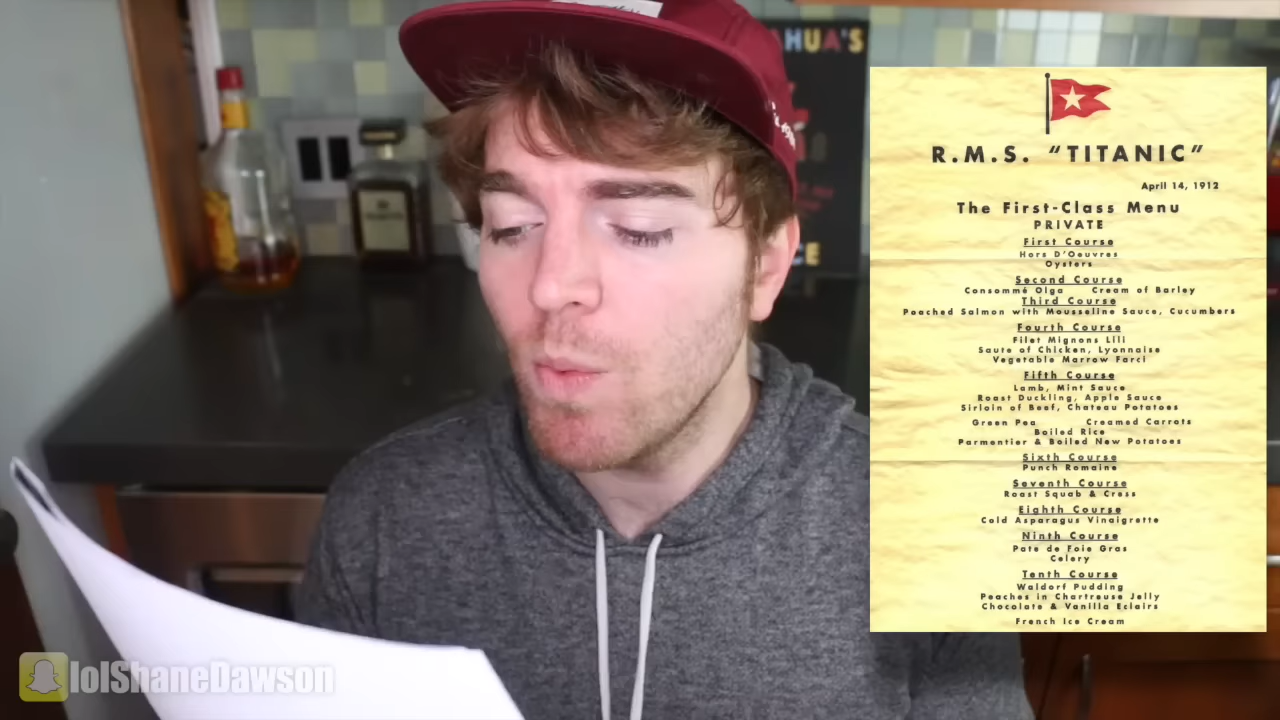 HUA'S
CE
R.M.S. "TITANIC"
April 14, 1912
The First-Class Menu
PRIVATE
First Course
Hors D'Oeuvres
Oysters
Second Course
Consommé Olga Cream of Barley
Third Course
Poached Salmon with Mousseline Sauce, Cucumbers
Fourth Course
Filet Mignons Lili
Saute of Chicken, Lyonnaise
Vegetable Marrow Farci
Fifth Course
Lamb, Mint Sauce
Roast Duckling, Apple Sauce
Sirloin of Beef, Chateau Potatoes
Green Pea Creamed Carrots
Boiled Rice
Parmentier & Boiled New Potatoes
Sixth Course
Punch Romaine
Seventh Course
Roast Squab & Cress
Eighth Course
Cold Asparagus Vinaigrette
Ninth Course
Pate de Foie Gras
Celery
Tenth Course
Waldorf Pudding
Peaches in Chartreuse Jelly
Chocolate & Vanilla Eclairs
French Ice Cream
lolShaneDawson